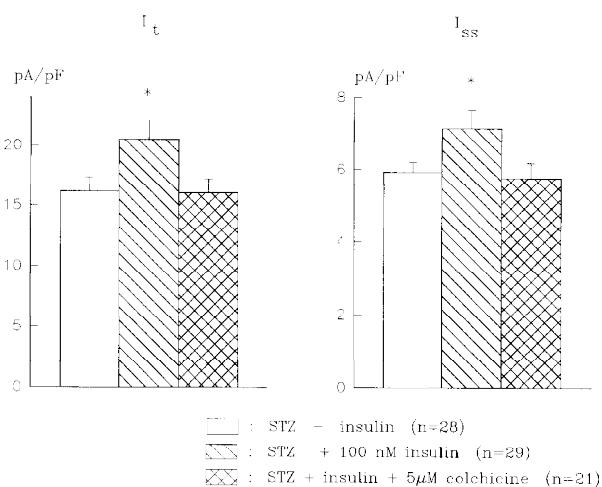 I_t I_ss
pA/pF pA/pF
* *
20 8
15 6
10 4
5 2
0 0
: STZ − insulin (n=28)
: STZ + 100 nM insulin (n=29)
: STZ + insulin + 5μM colchicine (n=21)